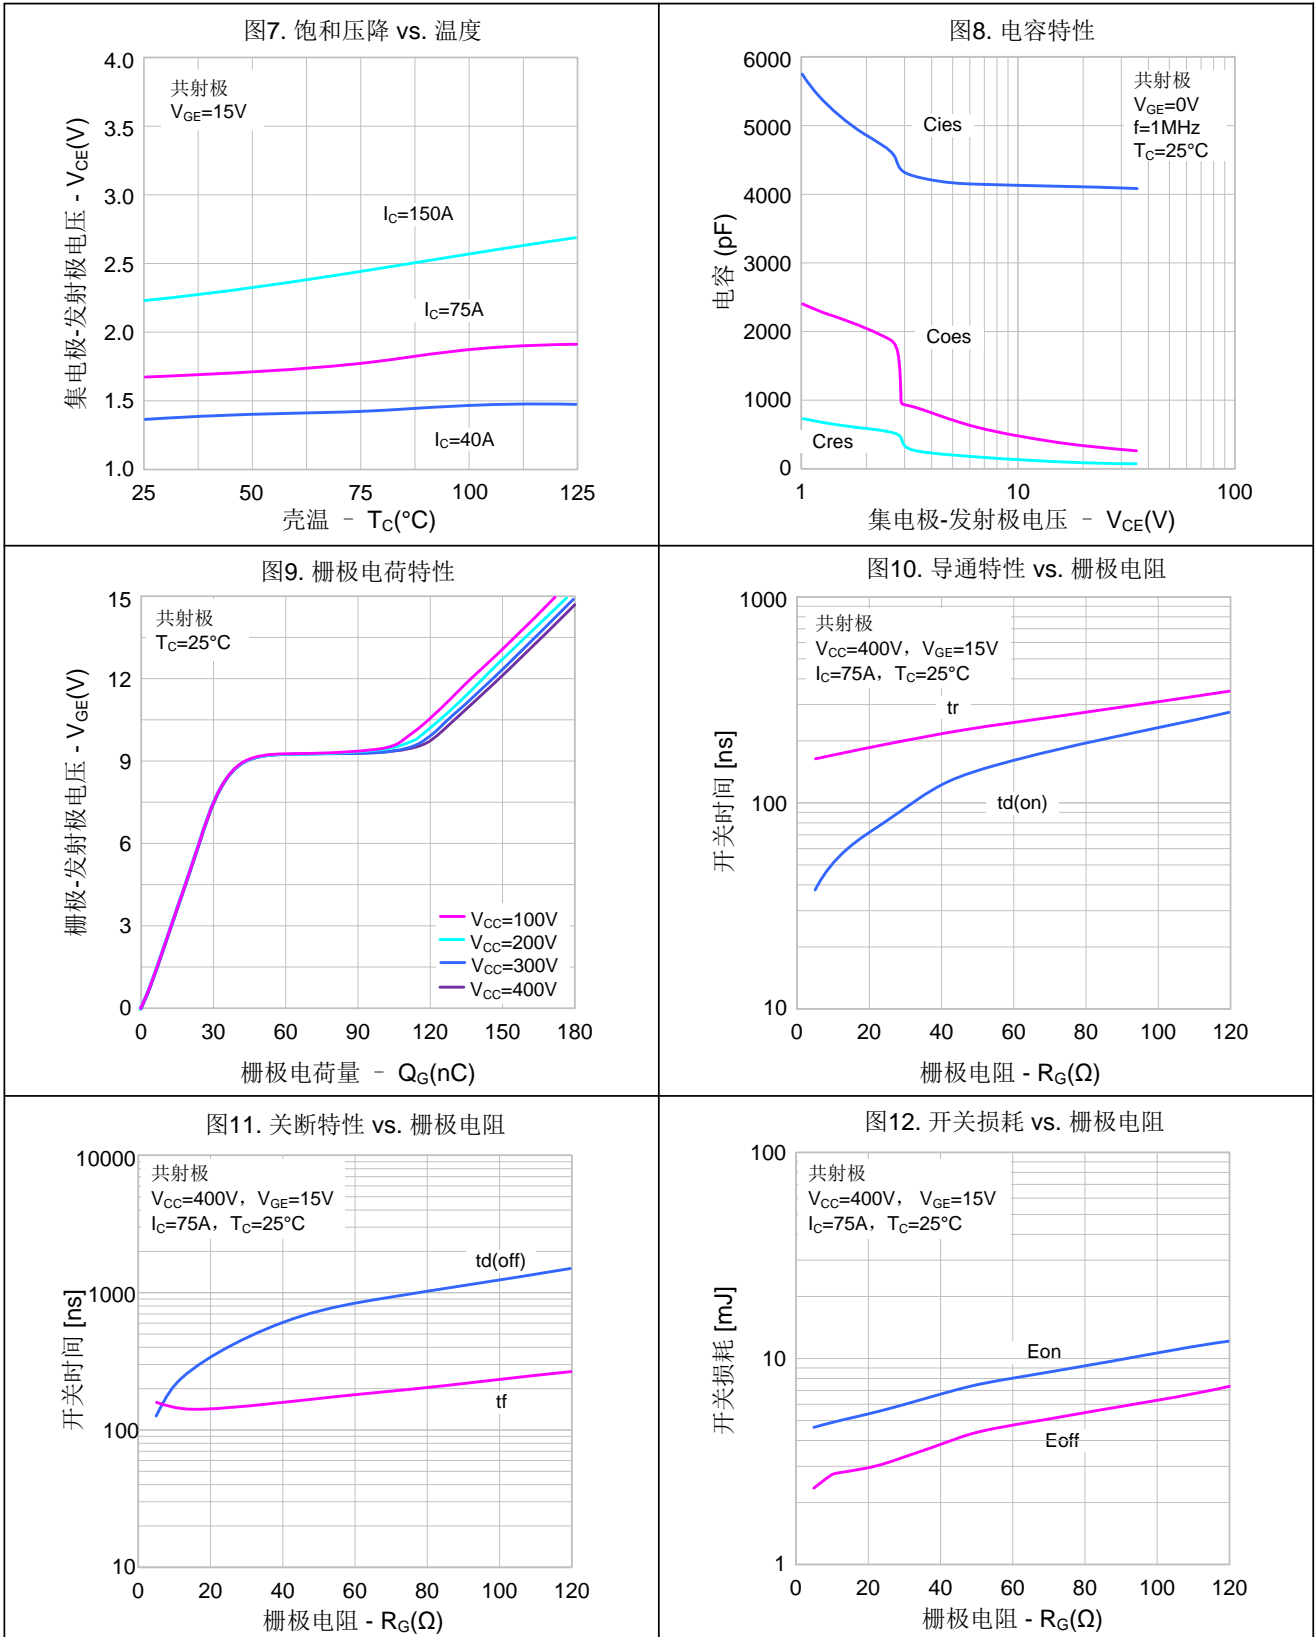 图7. 饱和压降 vs. 温度
集电极-发射极电压 - VCE(V)
4.0
3.5
3.0
2.5
2.0
1.5
1.0
共射极
VGE=15V
IC=150A
IC=75A
IC=40A
25 50 75 100 125
壳温 - TC(°C)
图8. 电容特性
电容 (pF)
6000
5000
4000
3000
2000
1000
0
共射极
VGE=0V
f=1MHz
TC=25°C
Cies
Coes
Cres
1 10 100
集电极-发射极电压 - VCE(V)
图9. 栅极电荷特性
栅极-发射极电压 - VGE(V)
15
12
9
6
3
0
共射极
TC=25°C
VCC=100V
VCC=200V
VCC=300V
VCC=400V
0 30 60 90 120 150 180
栅极电荷量 - QG(nC)
图10. 导通特性 vs. 栅极电阻
开关时间 [ns]
1000
100
10
共射极
VCC=400V，VGE=15V
IC=75A，TC=25°C
tr
td(on)
0 20 40 60 80 100 120
栅极电阻 - RG(Ω)
图11. 关断特性 vs. 栅极电阻
开关时间 [ns]
10000
1000
100
10
共射极
VCC=400V，VGE=15V
IC=75A，TC=25°C
td(off)
tf
0 20 40 60 80 100 120
栅极电阻 - RG(Ω)
图12. 开关损耗 vs. 栅极电阻
开关损耗 [mJ]
100
10
1
共射极
VCC=400V， VGE=15V
IC=75A，TC=25°C
Eon
Eoff
0 20 40 60 80 100 120
栅极电阻 - RG(Ω)